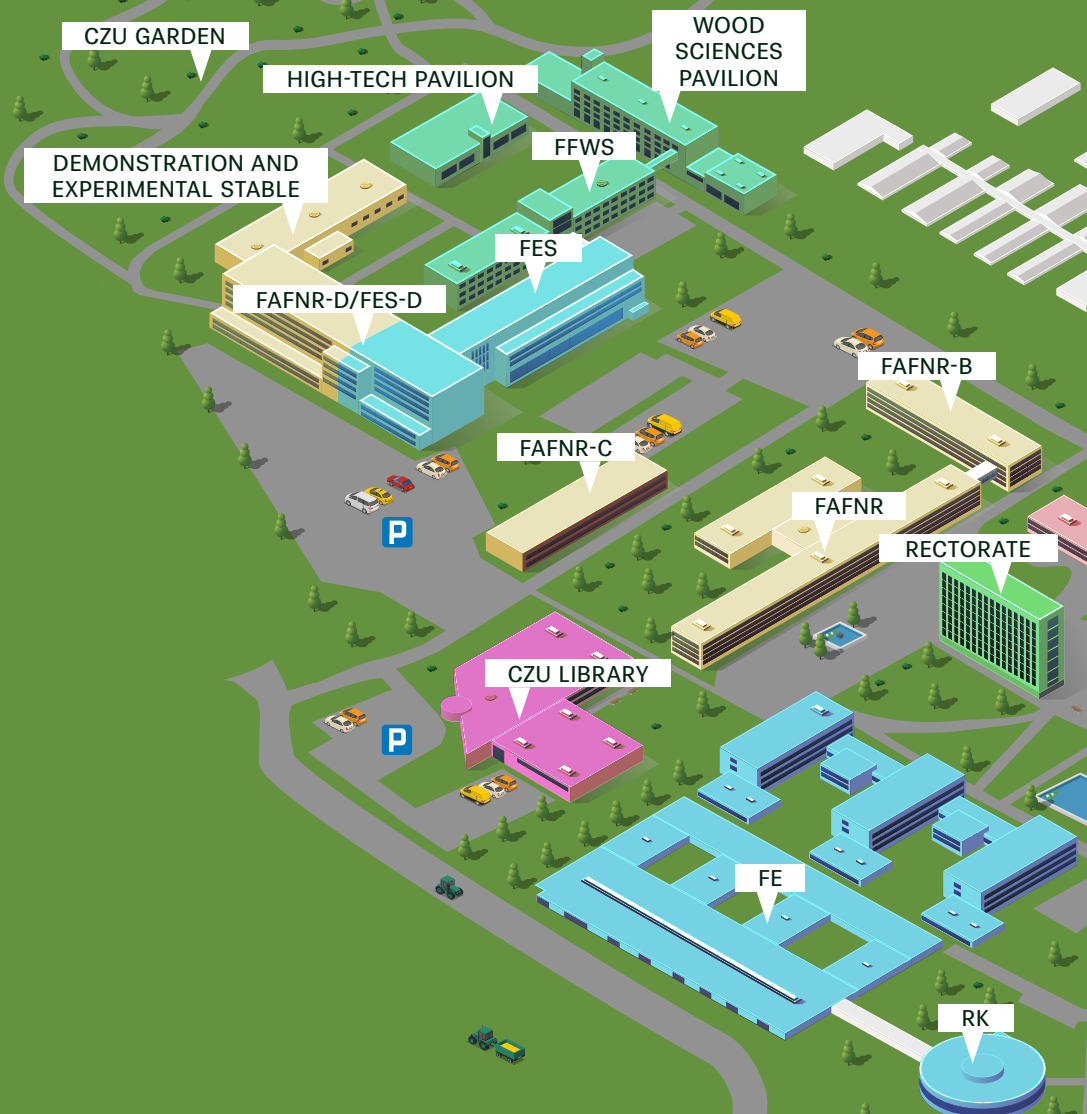 CZU GARDEN
WOOD
SCIENCES
PAVILION
HIGH-TECH PAVILION
FFWS
DEMONSTRATION AND
EXPERIMENTAL STABLE
FES
FAFNR-D/FES-D
FAFNR-B
FAFNR-C
FAFNR
P
RECTORATE
CZU LIBRARY
P
FE
RK